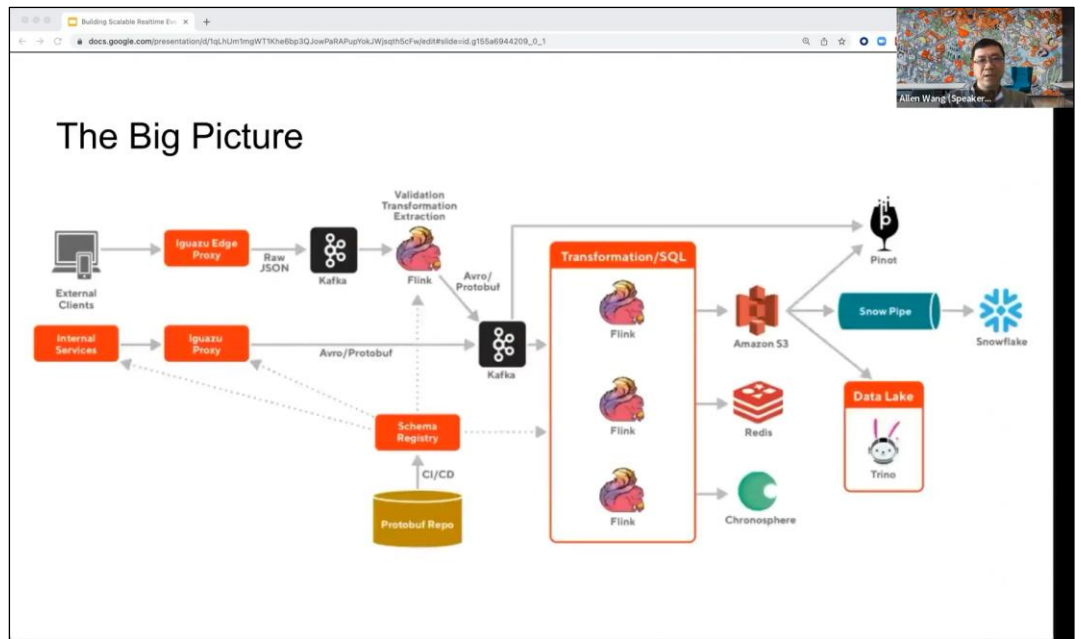 Building Scalable Realtime Eve
docs.google.com/presentation/d/1qLhUm1mgWT1Khe6bp3QJowPaRAPupYokJWjsqth5cFw/edit#slide=id.g155a6944209_0_1
Allen Wang (Speaker...
The Big Picture
Validation
Transformation
Extraction
External
Clients
Iguazu Edge
Proxy
Raw
JSON
Kafka
Flink
Avro/
Protobuf
Internal
Services
Iguazu
Proxy
Avro/Protobuf
Kafka
Schema
Registry
CI/CD
Protobuf Repo
Transformation/SQL
Flink
Flink
Flink
Amazon S3
Redis
Chronosphere
Pinot
Snow Pipe
Snowflake
Data Lake
Trino